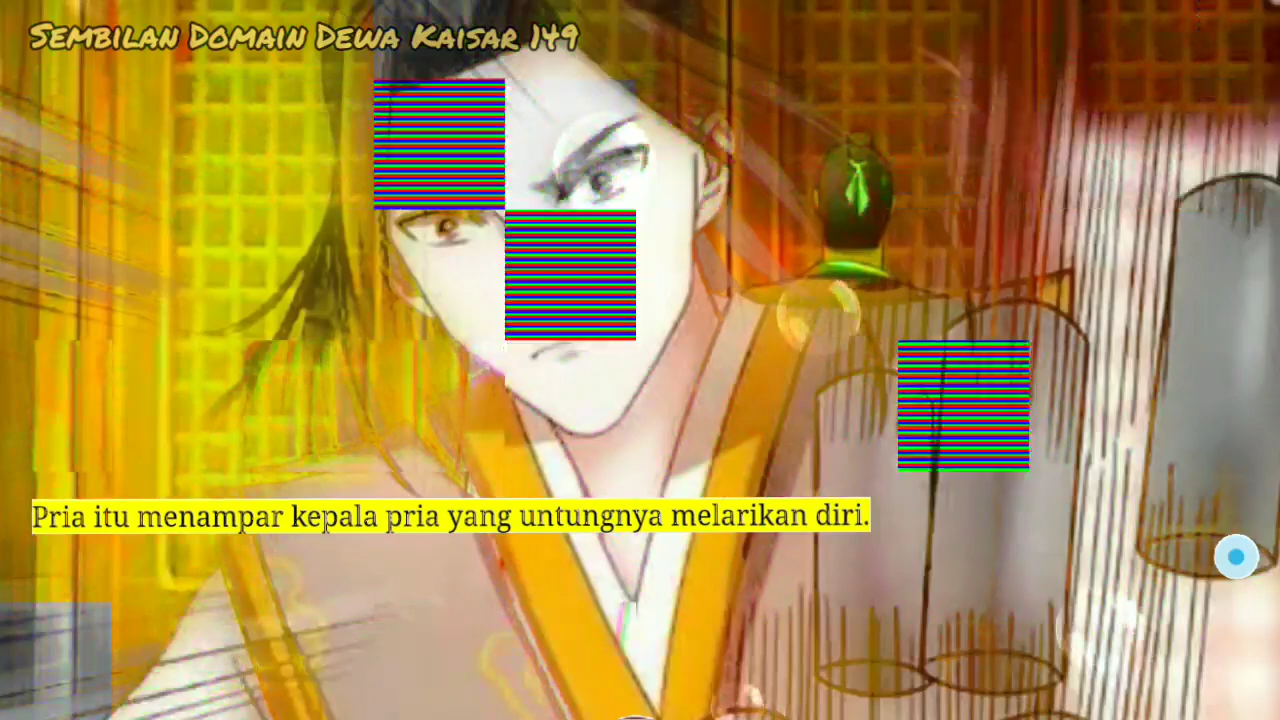 Sembilan Domain Dewa Kaisar 149
Pria itu menampar kepala pria yang untungnya melarikan diri.